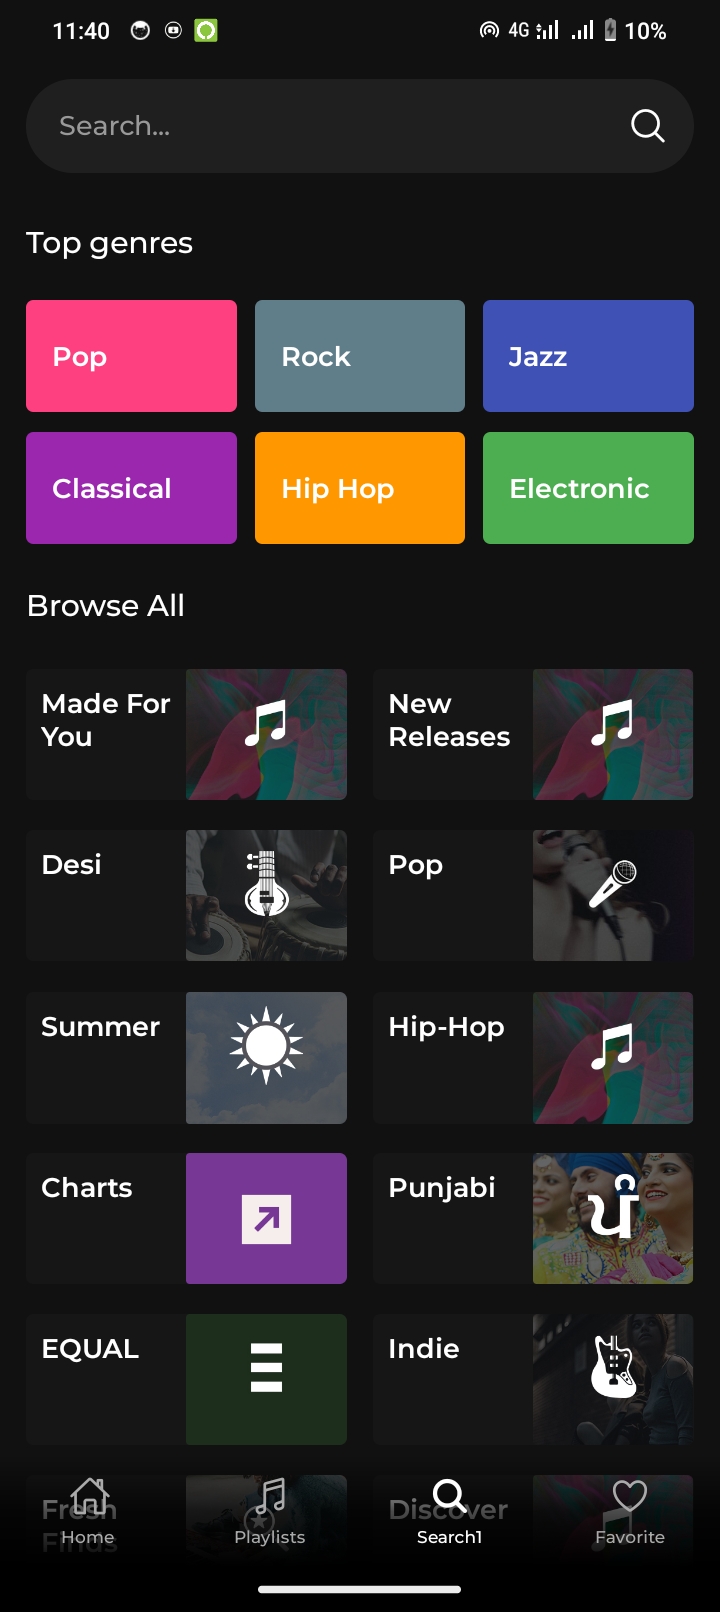 11:40
4G
10%
Search...
Top genres
Pop
Rock
Jazz
Classical
Hip Hop
Electronic
Browse All
Made For
You
New
Releases
Desi
Pop
Summer
Hip-Hop
Charts
Punjabi
ਪੰ
EQUAL
Indie
Fresh
Finds
Discover
Home
Playlists
Search1
Favorite